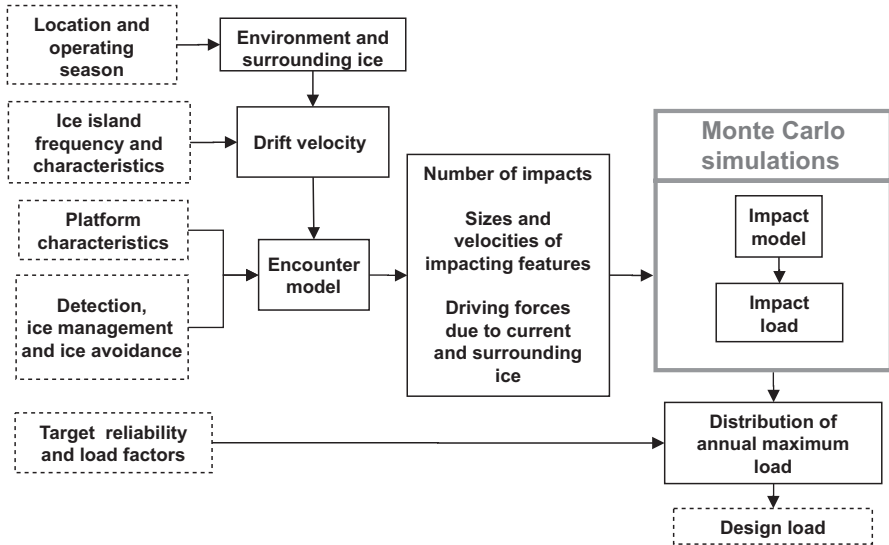 Location and
operating
season
Environment and
surrounding ice
Ice island
frequency and
characteristics
Drift velocity
Monte Carlo
simulations
Number of impacts
Sizes and
velocities of
impacting features
Driving forces
due to current
and surrounding
ice
Impact
model
Impact
load
Platform
characteristics
Encounter
model
Detection,
ice management
and ice avoidance
Target reliability
and load factors
Distribution of
annual maximum
load
Design load